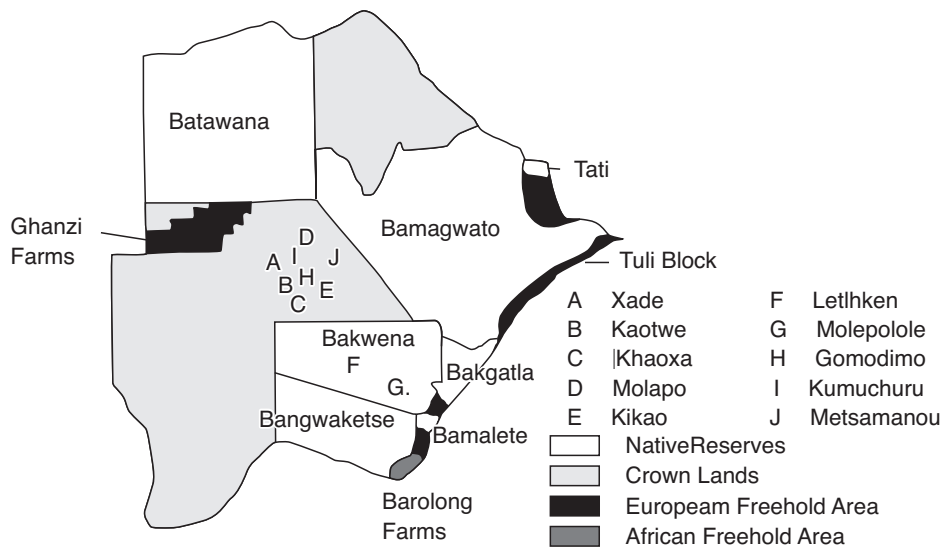 Batawana
Tati
Ghanzi
Farms
Bamagwato
Tuli Block
D
I
J
A
H
B
E
C
Bakwena
F
G.
Bakgatla
Bangwaketse
Bamalete
Barolong
Farms
A Xade F Letlhken
B Kaotwe G Molepolole
C |Khaoxa H Gomodimo
D Molapo I Kumuchuru
E Kikao J Metsamanou
NativeReserves
Crown Lands
Europeam Freehold Area
African Freehold Area